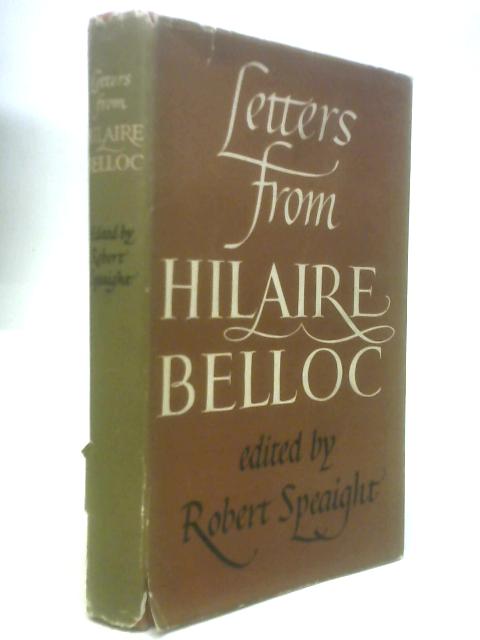 Letters
from
HILAIRE
BELLOC
edited by
Robert Speaight
Letters
from
HILAIRE
BELLOC
Edited by
Robert
Speaight